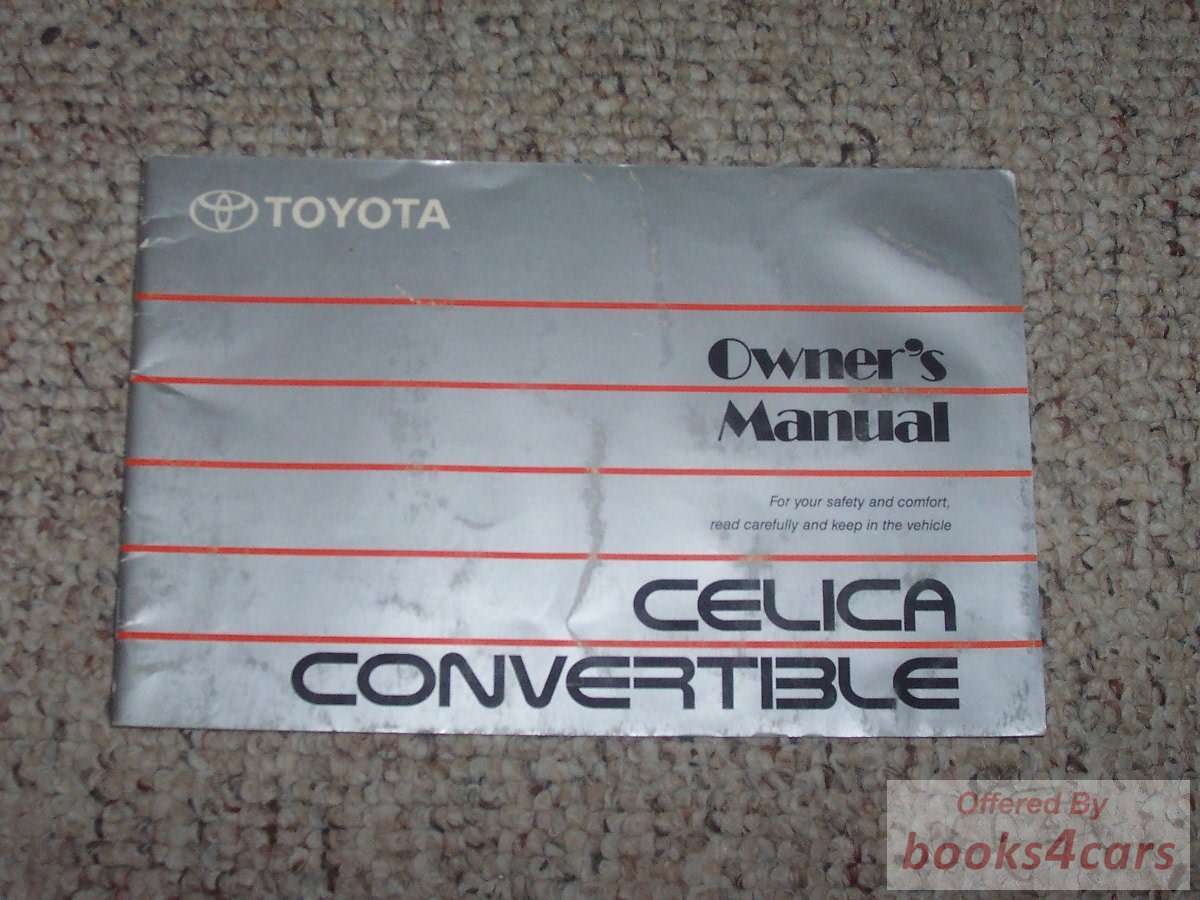 TOYOTA
Owner's
Manual
For your safety and comfort,
read carefully and keep in the vehicle
CELICA
CONVERTIBLE
Offered By
books4cars